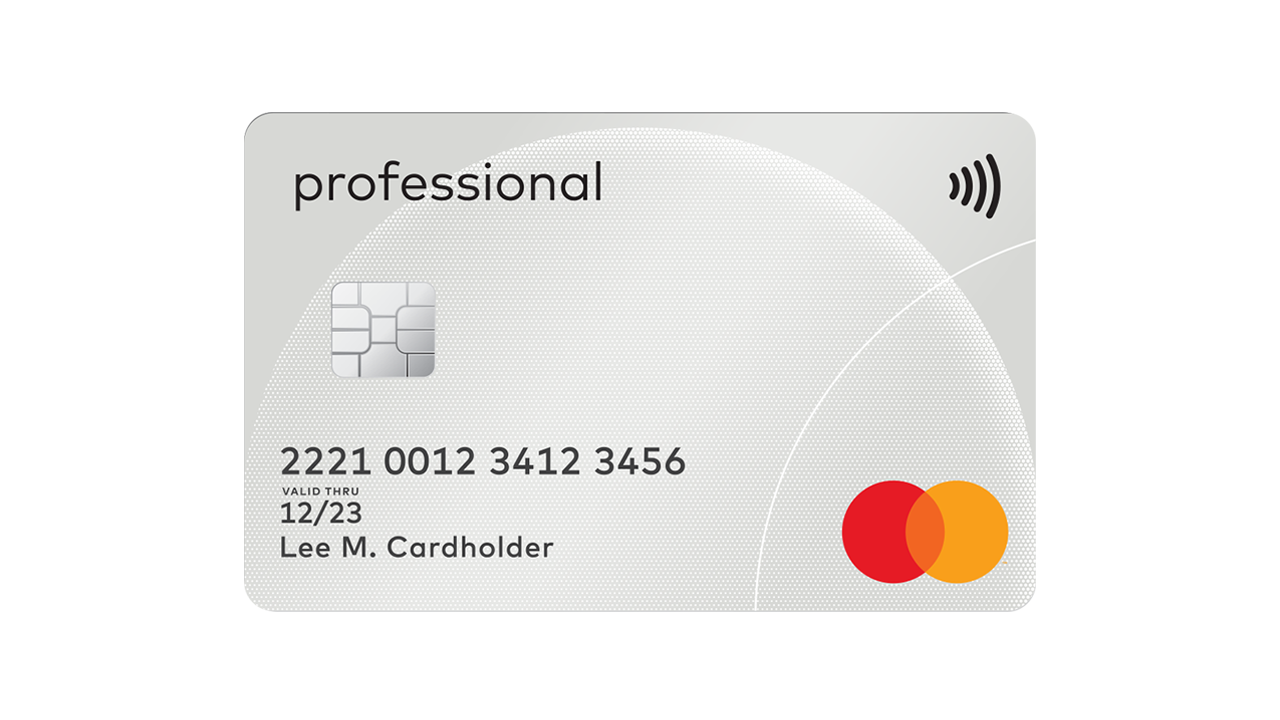 professional
2221 0012 3412 3456
VALID THRU
12/23
Lee M. Cardholder